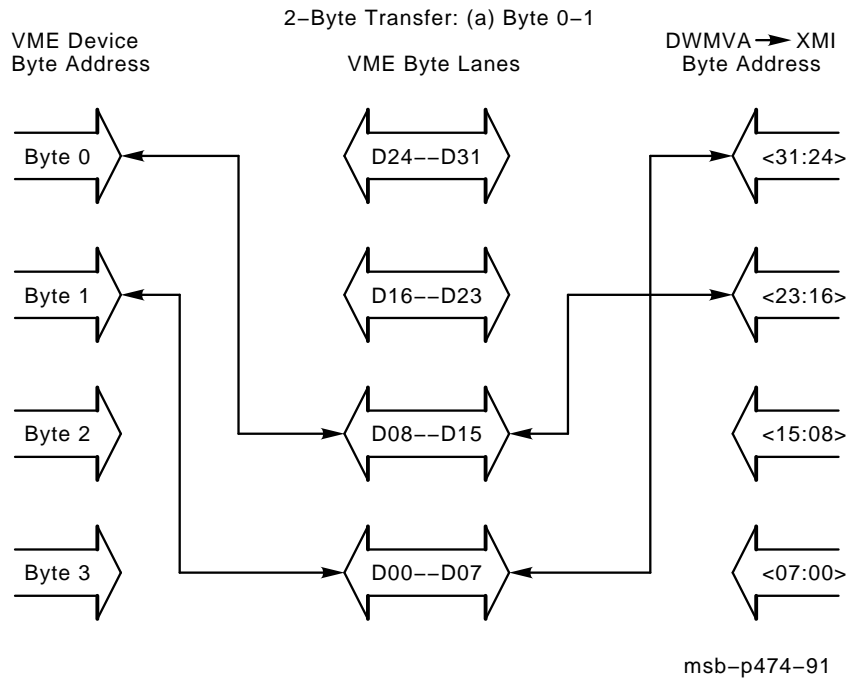 2−Byte Transfer: (a) Byte 0−1
VME Device
Byte Address
VME Byte Lanes
DWMVA → XMI
Byte Address
Byte 0
D24−−D31
<31:24>
Byte 1
D16−−D23
<23:16>
Byte 2
D08−−D15
<15:08>
Byte 3
D00−−D07
<07:00>
msb−p474−91